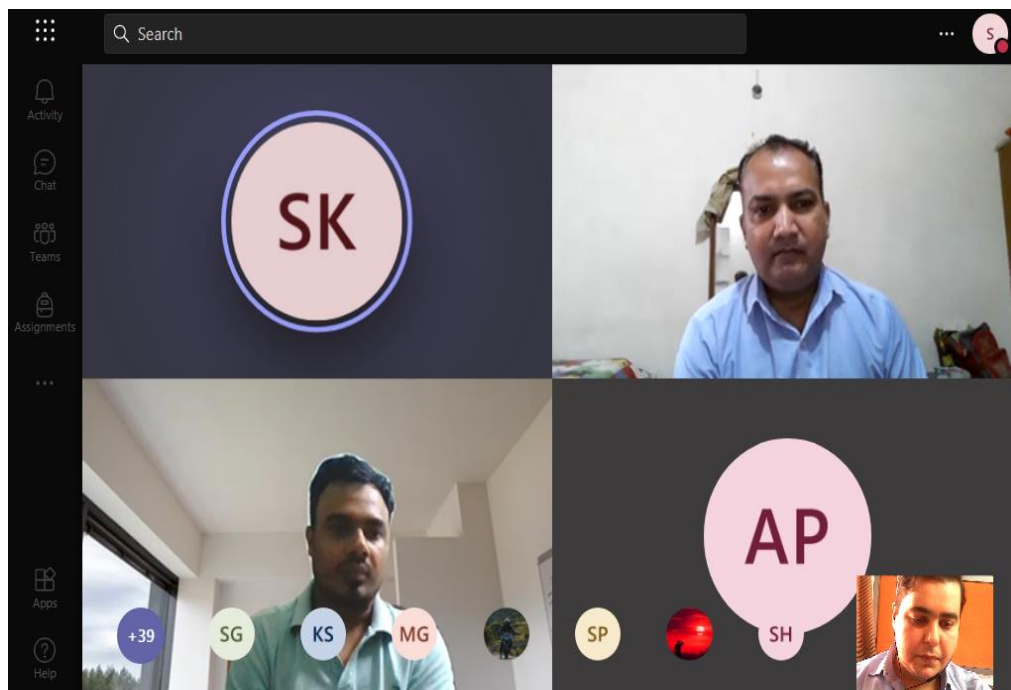 Search
S
Activity
Chat
Teams
Assignments
SK
AP
Apps
Help
+39
SG
KS
MG
SP
SH